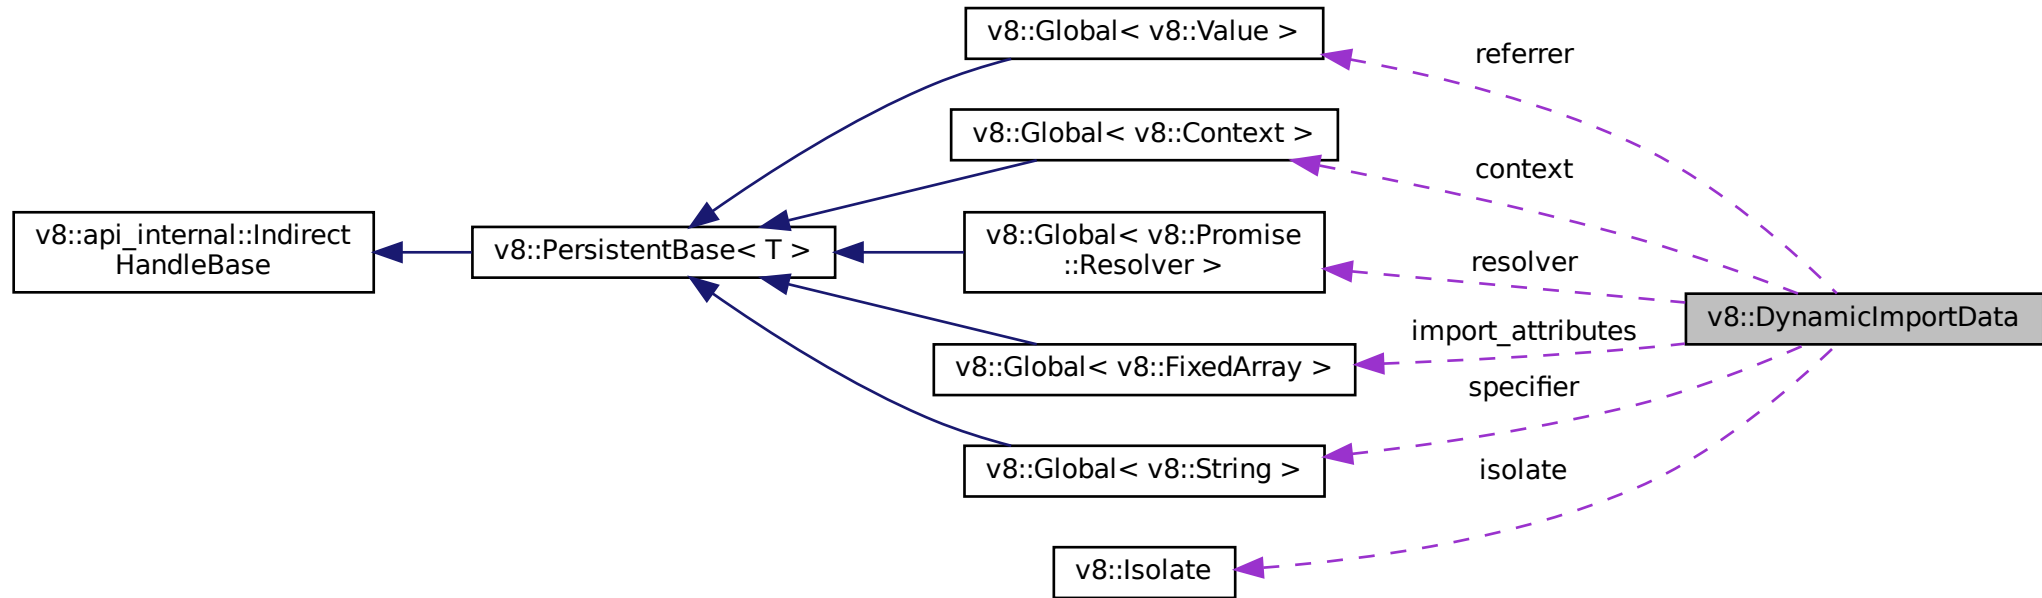 v8::Global< v8::Value >
referrer
v8::Global< v8::Context >
context
v8::api_internal::Indirect
HandleBase
v8::PersistentBase< T >
v8::Global< v8::Promise
::Resolver >
resolver
v8::DynamicImportData
import_attributes
v8::Global< v8::FixedArray >
specifier
v8::Global< v8::String >
isolate
v8::Isolate